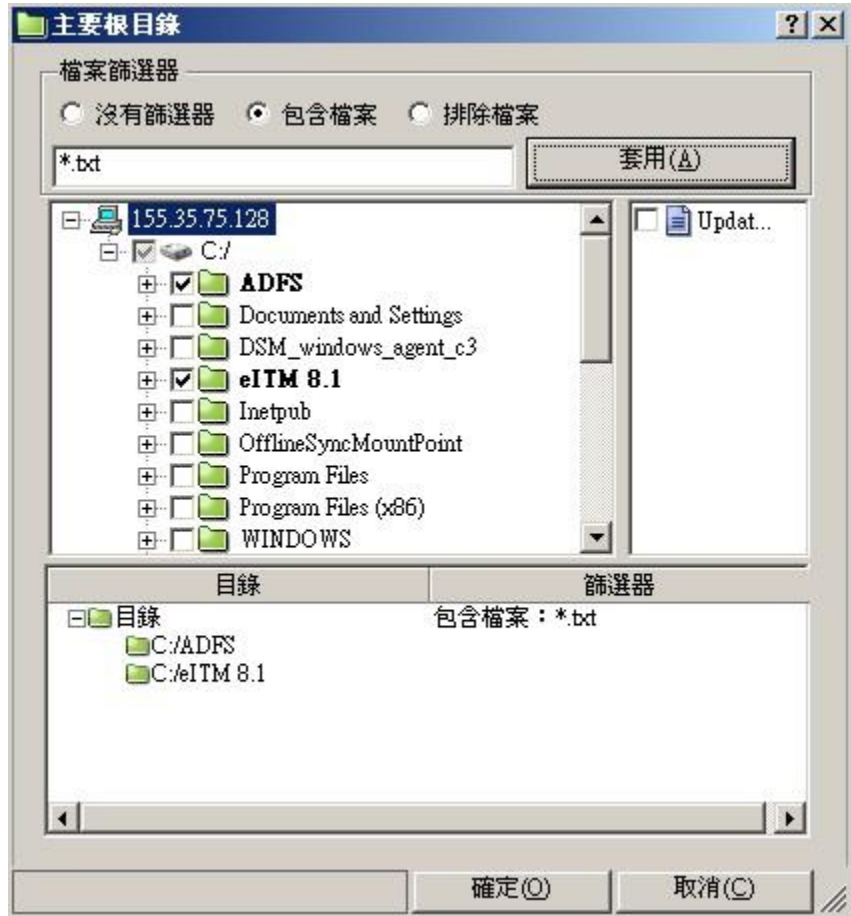 主要根目錄
檔案篩選器
沒有篩選器 包含檔案 排除檔案
*.txt 套用(A)
155.35.75.128 Updat...
C:/
ADFS
Documents and Settings
DSM_windows_agent_c3
eITM 8.1
Inetpub
OfflineSyncMountPoint
Program Files
Program Files (x86)
WINDOWS
目錄 篩選器
目錄 包含檔案：*.txt
C:/ADFS
C:/eITM 8.1
確定(O) 取消(C)